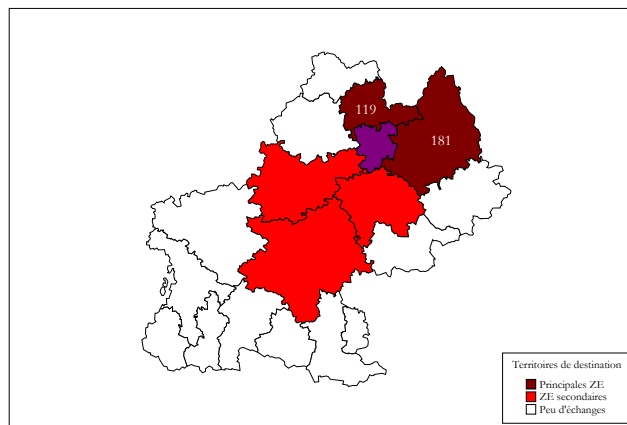 119
181
Territoires de destination
Principales ZE
ZE secondaires
Peu d'échanges